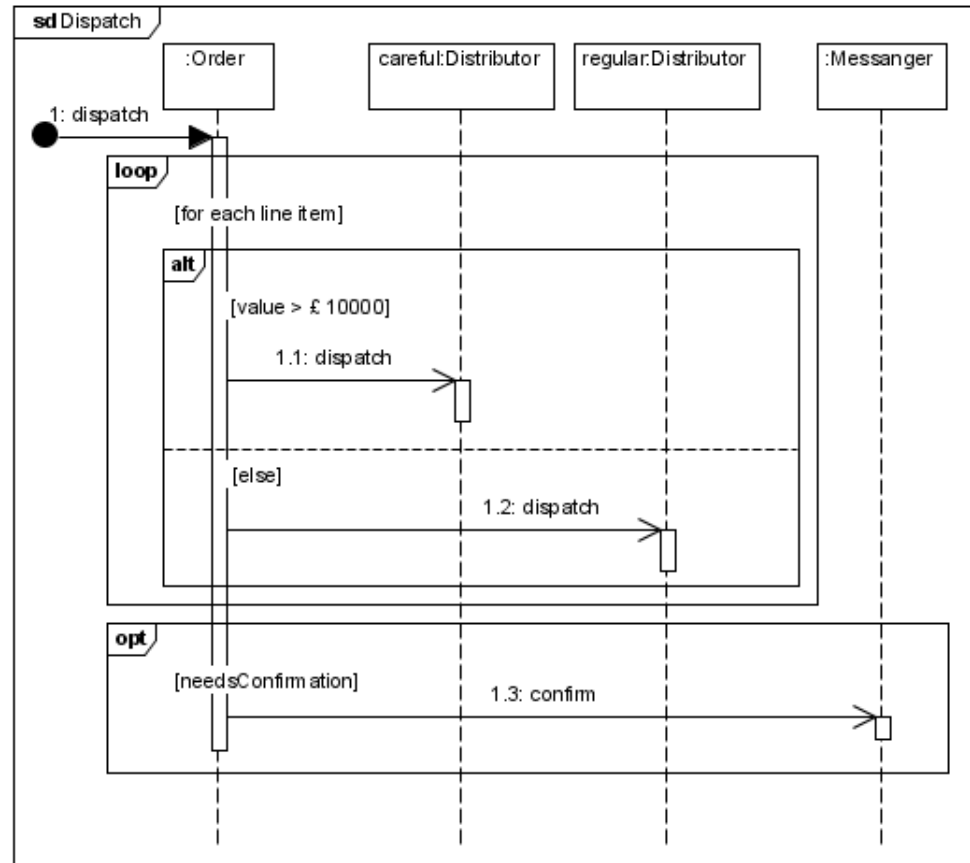 sd Dispatch
:Order
careful:Distributor
regular:Distributor
:Messanger
1: dispatch
loop
[for each line item]
alt
[value > £ 10000]
1.1: dispatch
[else]
1.2: dispatch
opt
[needsConfirmation]
1.3: confirm